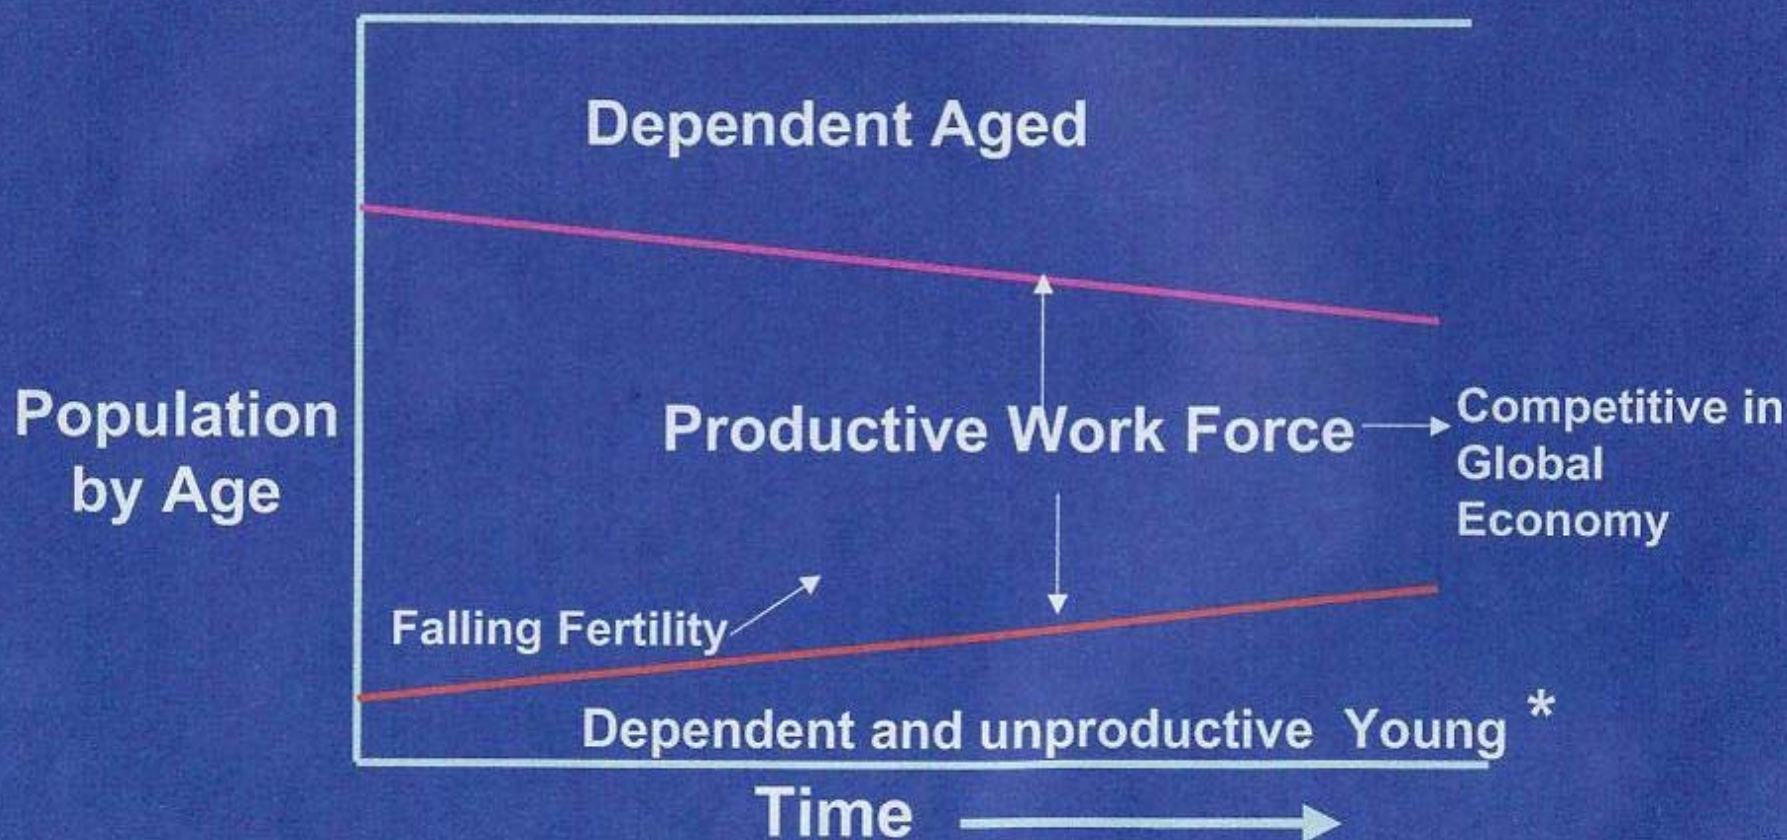 Dependent Aged
Population
by Age
Productive Work Force
Competitive in
Global
Economy
Falling Fertility
Dependent and unproductive Young *
Time